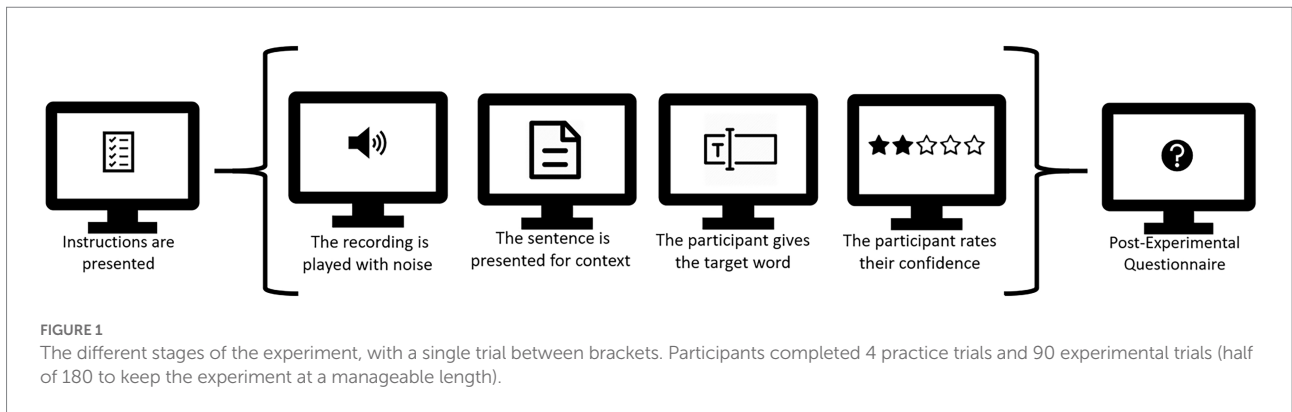 T
?
Instructions are
presented
The recording is
played with noise
The sentence is
presented for context
The participant gives
the target word
The participant rates
their confidence
Post-Experimental
Questionnaire
FIGURE 1
The different stages of the experiment, with a single trial between brackets. Participants completed 4 practice trials and 90 experimental trials (half
of 180 to keep the experiment at a manageable length).